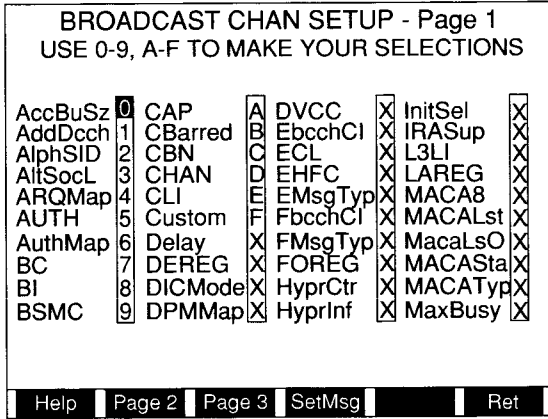 BROADCAST CHAN SETUP - Page 1
USE 0-9, A-F TO MAKE YOUR SELECTIONS
AccBuSz 0 CAP A DVCC X InitSel X
AddDcch 1 CBarred B EbcchCl X IRASup X
AlphSID 2 CBN C ECL X L3LI X
AltSocL 3 CHAN D EHFC X LAREG X
ARQMap 4 CLI E EMsgTyp X MACA8 X
AUTH 5 Custom F FbcchCl X MACALst X
AuthMap 6 Delay X FMsgTyp X MacaLsO X
BC 7 DEREG X FOREG X MACASta X
BI 8 DICMode X HyprCtr X MACATyp X
BSMC 9 DPMMap X HyprInf X MaxBusy X
Help Page 2 Page 3 SetMsg Ret